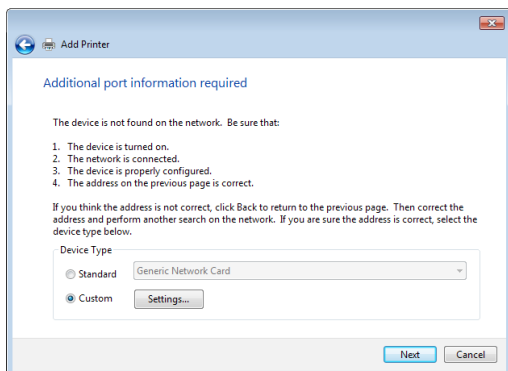 Add Printer
Additional port information required
The device is not found on the network. Be sure that:
1. The device is turned on.
2. The network is connected.
3. The device is properly configured.
4. The address on the previous page is correct.
If you think the address is not correct, click Back to return to the previous page. Then correct the
address and perform another search on the network. If you are sure the address is correct, select the
device type below.
Device Type
Standard Generic Network Card
Custom Settings...
Next Cancel